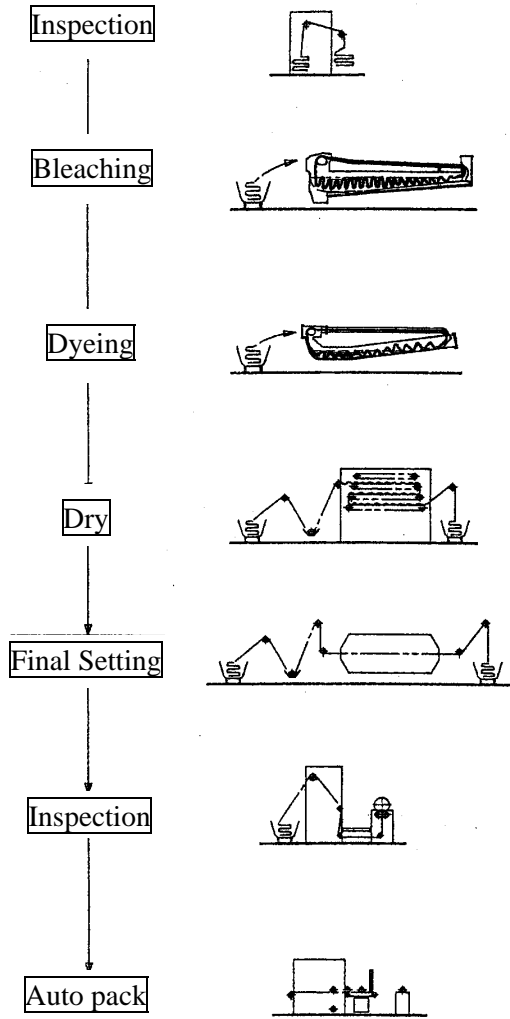 Inspection
Bleaching
Dyeing
Dry
Final Setting
Inspection
Auto pack